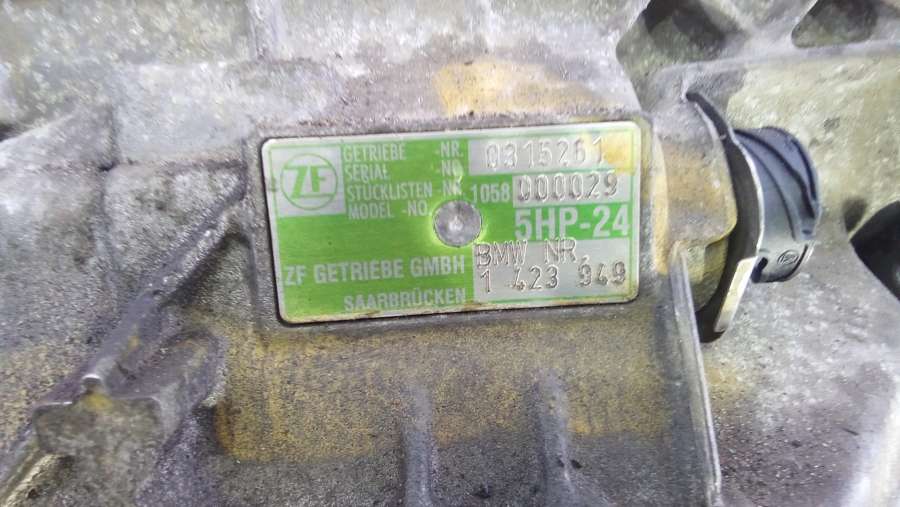 ZF
GETRIEBE -NR. 0315261
SERIAL -NO.
STÜCKLISTEN -NR. 1058 000029
MODEL -NO.
5HP-24
BMW NR.
ZF GETRIEBE GMBH 1 423 949
SAARBRÜCKEN